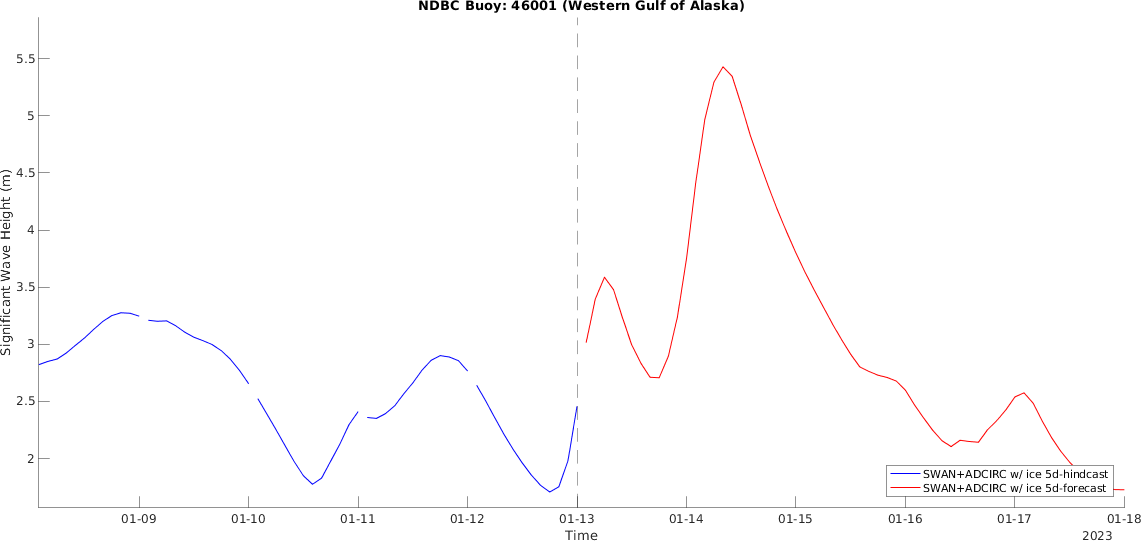 NDBC Buoy: 46001 (Western Gulf of Alaska)
Significant Wave Height (m)
5.5
5
4.5
4
3.5
3
2.5
2
SWAN+ADCIRC w/ ice 5d-hindcast
SWAN+ADCIRC w/ ice 5d-forecast
01-09 01-10 01-11 01-12 01-13 01-14 01-15 01-16 01-17 01-18
Time
2023